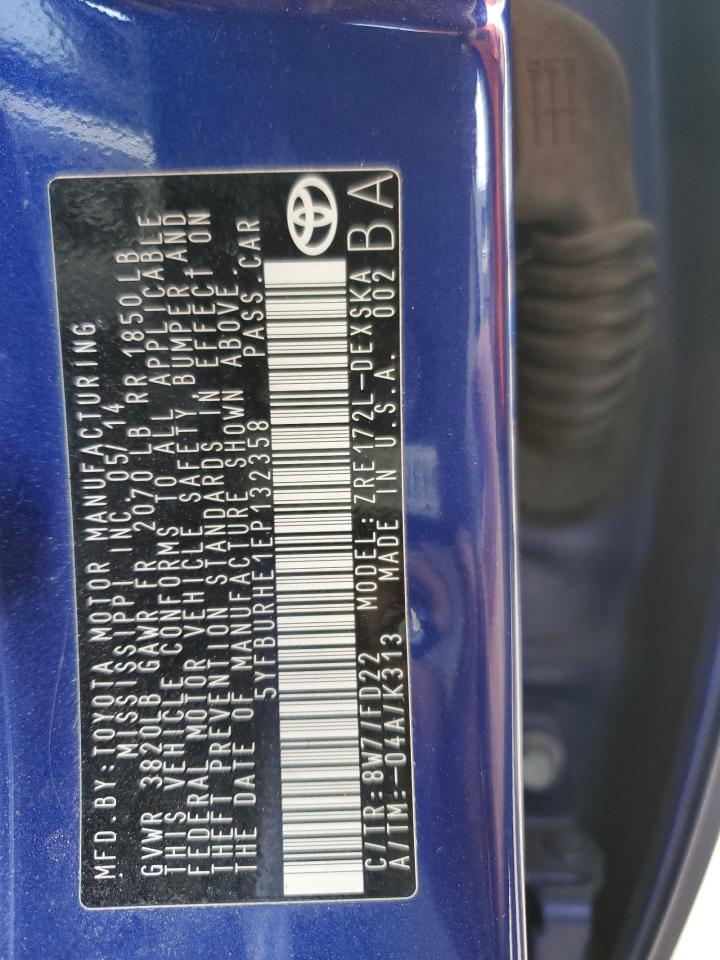 MFD.BY:TOYOTA MOTOR MANUFACTURING
MISSISSIPPI INC. 05/14
GVWR 3820LB GAWR FR 2070 LB RR 1850LB
THIS VEHICLE CONFORMS TO ALL APPLICABLE
FEDERAL MOTOR VEHICLE SAFETY BUMPER AND
THEFT PREVENTION STANDARDS IN EFFECT ON
THE DATE OF MANUFACTURE SHOWN ABOVE.
5YFBURHE1EP132358 PASS.CAR
C/TR:8W7/FD22 MODEL:ZRE172L-DEXSKA
A/TM:-04A/K313 MADE IN U.S.A. 002 BA